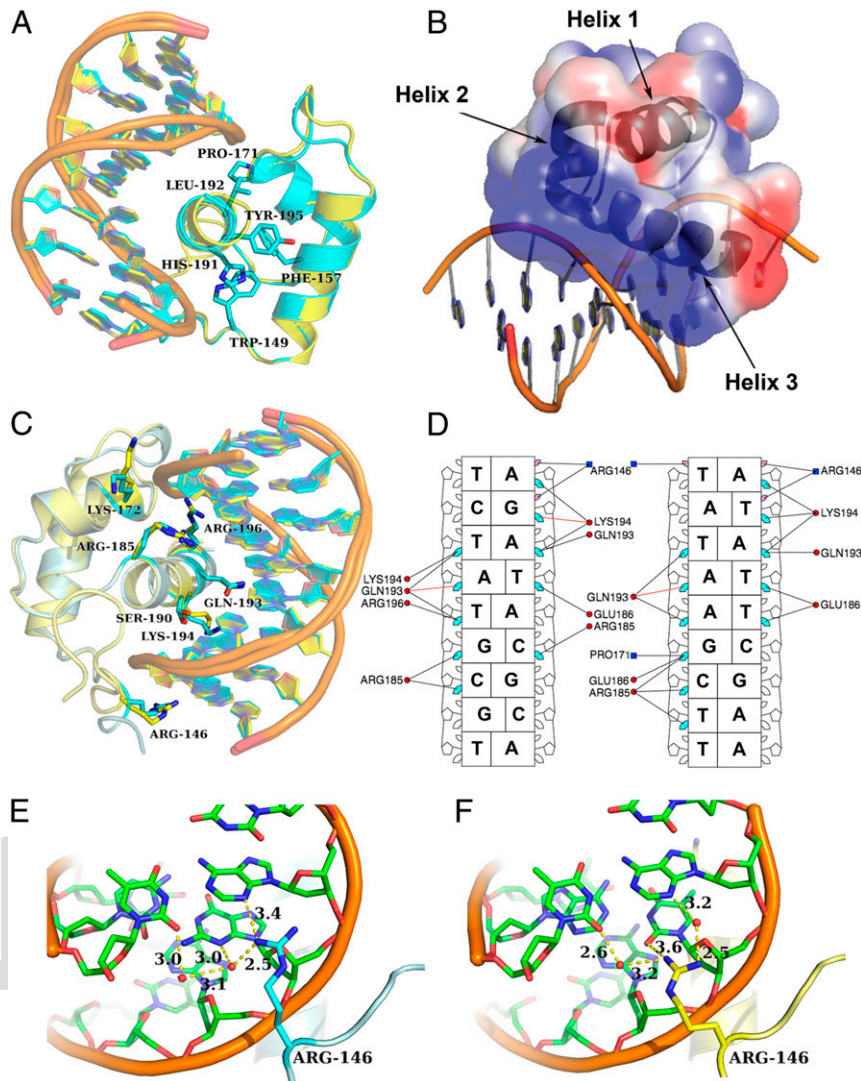 A
PRO-171
LEU-192
TYR-195
HIS-191
PHE-157
TRP-149
B
Helix 1
Helix 2
Helix 3
C
LYS-172
ARG-196
ARG-185
GLN-193
SER-190
LYS-194
ARG-146
D
T A
C G
T A
A T
T A
G C
C G
G C
T A
ARG146
LYS194
GLN193
LYS194
GLN193
ARG196
GLU186
ARG185
ARG185
T A
A T
T A
A T
A T
G C
C G
T A
T A
ARG146
LYS194
GLN193
GLN193
GLU186
PRO171
GLU186
ARG185
E
3.4
3.0
3.0
2.5
3.1
ARG-146
F
3.2
2.6
3.6
2.5
3.2
ARG-146